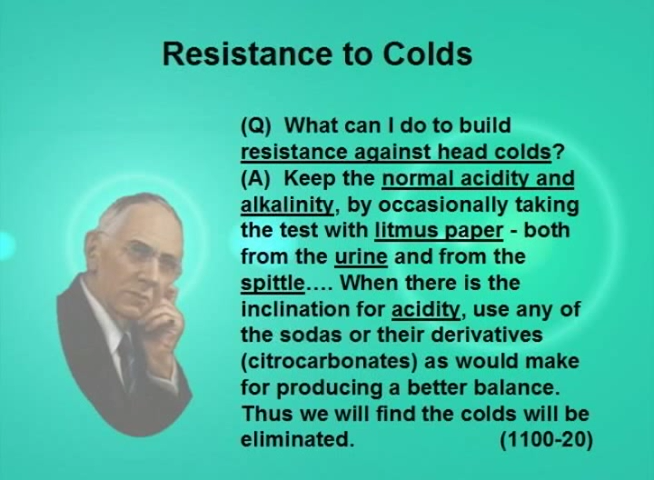 Resistance to Colds
(Q) What can I do to build
resistance against head colds?
(A) Keep the normal acidity and
alkalinity, by occasionally taking
the test with litmus paper - both
from the urine and from the
spittle.... When there is the
inclination for acidity, use any of
the sodas or their derivatives
(citrocarbonates) as would make
for producing a better balance.
Thus we will find the colds will be
eliminated. (1100-20)